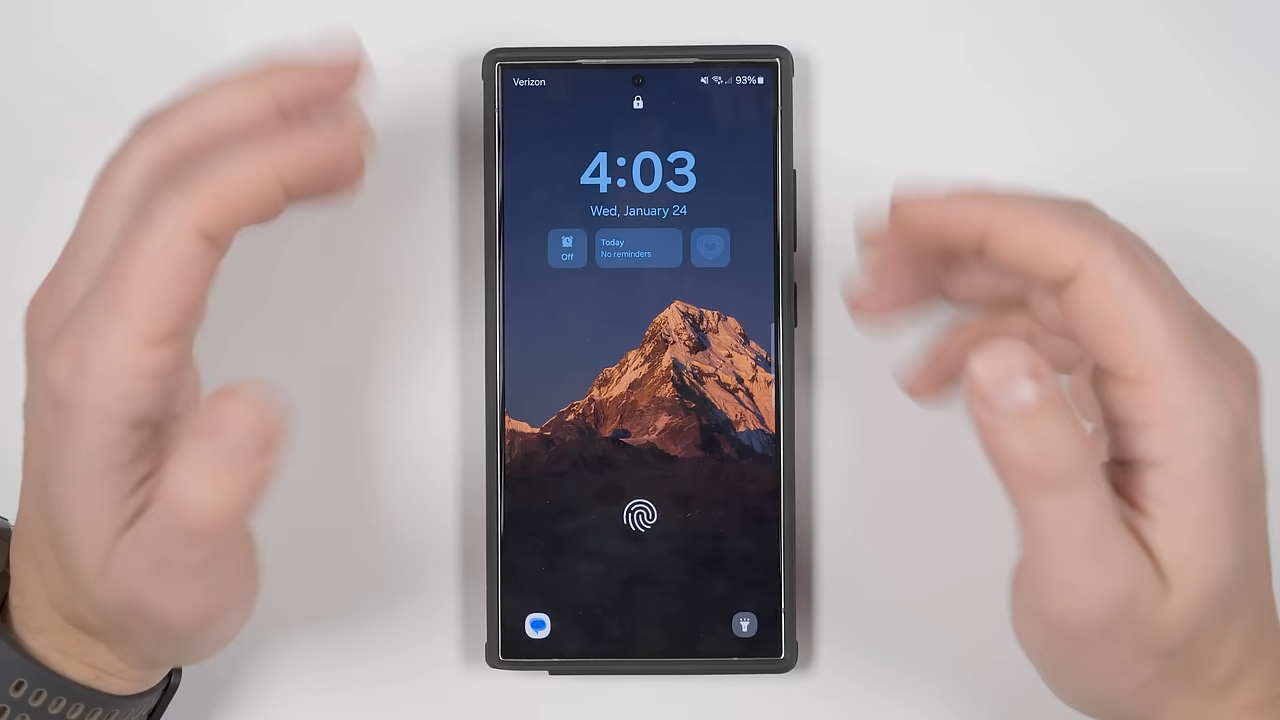 Verizon
93%
4:03
Wed, January 24
Off
Today
No reminders